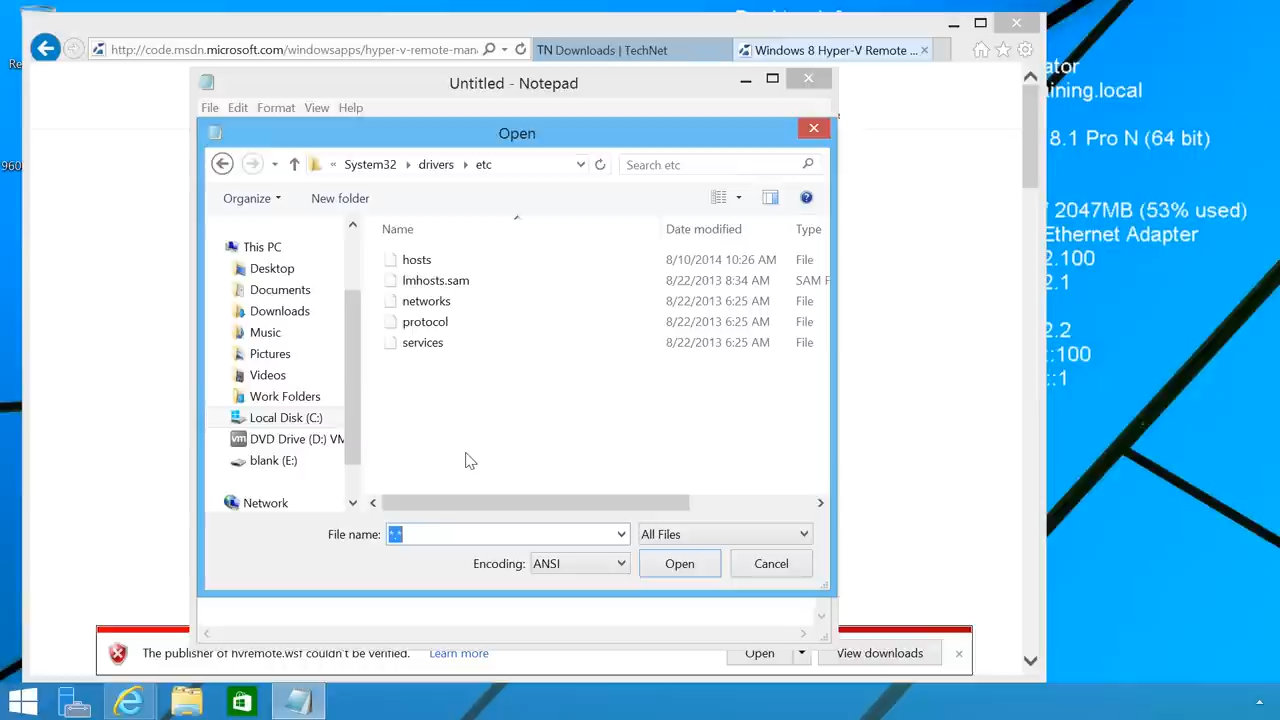 http://code.msdn.microsoft.com/windowsapps/hyper-v-remote-man
TN Downloads | TechNet
Windows 8 Hyper-V Remote ...
ator
Untitled - Notepad
aining.local
File Edit Format View Help
Open
8.1 Pro N (64 bit)
« System32 drivers etc
Search etc
Organize
New folder
2047MB (53% used)
Name
Date modified
Type
Ethernet Adapter
This PC
hosts 8/10/2014 10:26 AM File
2.100
Desktop
lmhosts.sam 8/22/2013 8:34 AM SAM F
2.1
Documents
networks 8/22/2013 6:25 AM File
Downloads
protocol 8/22/2013 6:25 AM File
2.2
Music
services 8/22/2013 6:25 AM File
Pictures
::100
Videos
::1
Work Folders
Local Disk (C:)
vm DVD Drive (D:) VM
blank (E:)
Network
File name: *.*
All Files
Encoding: ANSI
Open
Cancel
The publisher of hvremote.wsf couldn't be verified. Learn more
Open
View downloads